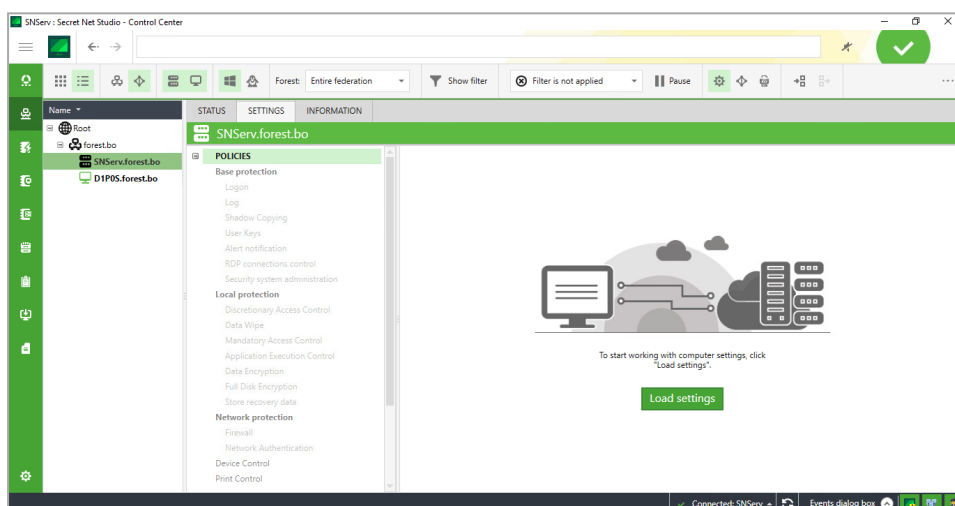 SNServ : Secret Net Studio - Control Center
Forest: Entire federation
Show filter
Filter is not applied
Pause
Name
STATUS
SETTINGS
INFORMATION
Root
forest.bo
SNServ.forest.bo
D1P0S.forest.bo
SNServ.forest.bo
POLICIES
Base protection
Logon
Log
Shadow Copying
User Keys
Alert notification
RDP connections control
Security system administration
Local protection
Discretionary Access Control
Data Wipe
Mandatory Access Control
Application Execution Control
Data Encryption
Full Disk Encryption
Store recovery data
Network protection
Firewall
Network Authentication
Device Control
Print Control
To start working with computer settings, click
"Load settings".
Load settings
Connected: SNServ
Events dialog box